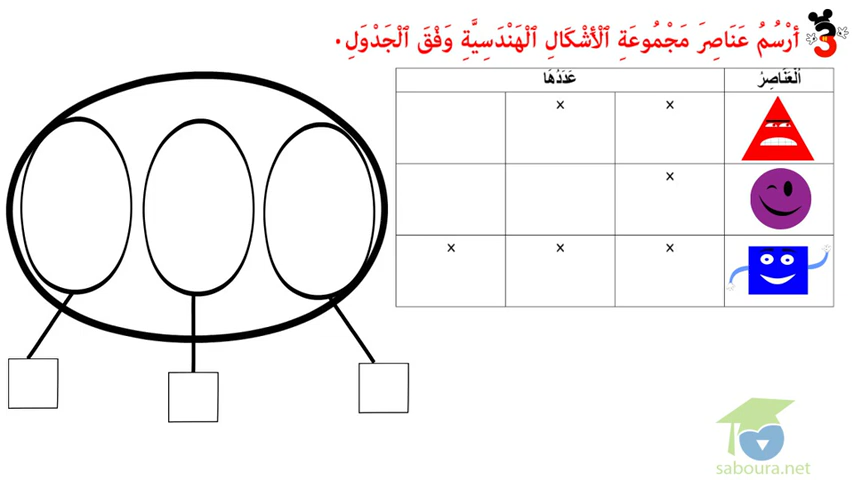 3 أَرْسُمُ عَنَاصِرَ مَجْمُوعَةِ ٱلْأَشْكَالِ ٱلْهَنْدَسِيَّةِ وَفْقَ ٱلْجَدْوَلِ.
ٱلْعَنَاصِرُ عَدَدُهَا
× ×
×
× × ×
saboura.net